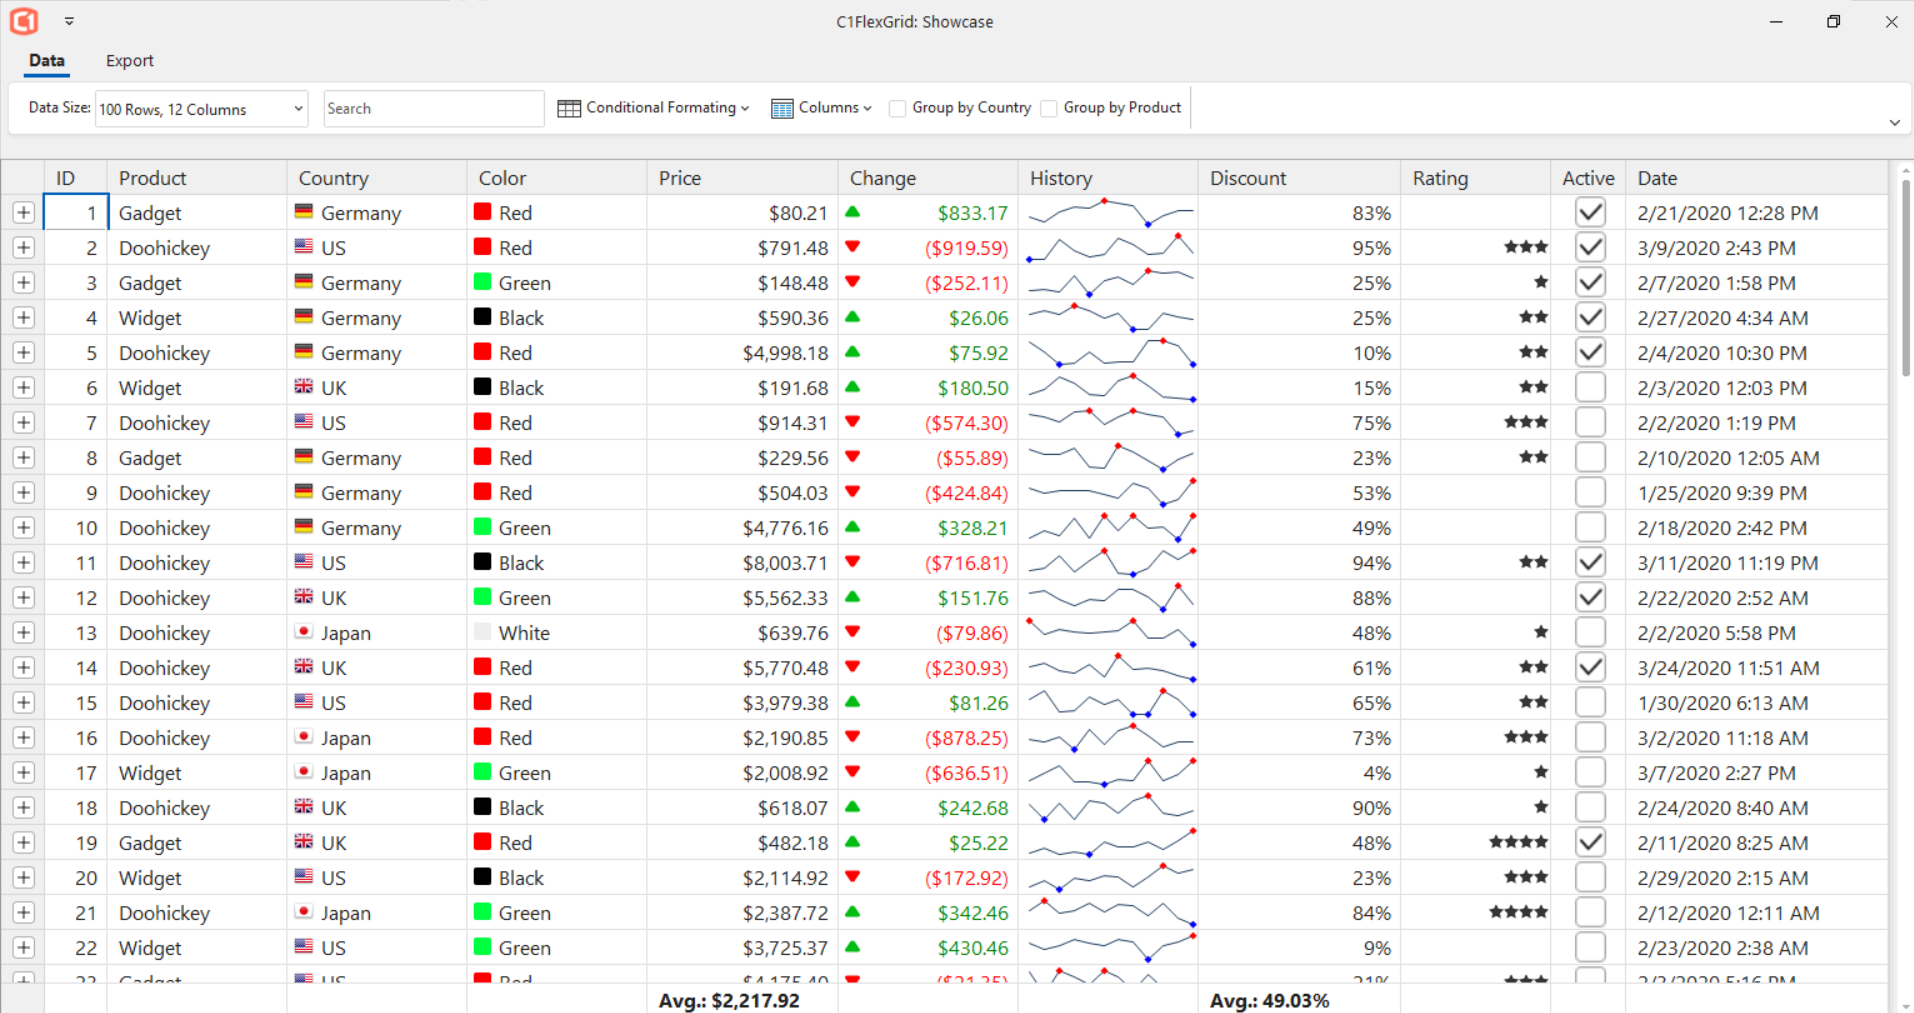 C1FlexGrid: Showcase
Data Export
Data Size: 100 Rows, 12 Columns Search Conditional Formating Columns Group by Country Group by Product
ID Product Country Color Price Change History Discount Rating Active Date
1 Gadget Germany Red $80.21 $833.17 83% 2/21/2020 12:28 PM
2 Doohickey US Red $791.48 ($919.59) 95% ★★★ 3/9/2020 2:43 PM
3 Gadget Germany Green $148.48 ($252.11) 25% ★ 2/7/2020 1:58 PM
4 Widget Germany Black $590.36 $26.06 25% ★★ 2/27/2020 4:34 AM
5 Doohickey Germany Red $4,998.18 $75.92 10% ★★ 2/4/2020 10:30 PM
6 Widget UK Black $191.68 $180.50 15% ★★ 2/3/2020 12:03 PM
7 Doohickey US Red $914.31 ($574.30) 75% ★★★ 2/2/2020 1:19 PM
8 Gadget Germany Red $229.56 ($55.89) 23% ★★ 2/10/2020 12:05 AM
9 Doohickey Germany Red $504.03 ($424.84) 53% 1/25/2020 9:39 PM
10 Doohickey Germany Green $4,776.16 $328.21 49% 2/18/2020 2:42 PM
11 Doohickey US Black $8,003.71 ($716.81) 94% ★★ 3/11/2020 11:19 PM
12 Doohickey UK Green $5,562.33 $151.76 88% 2/22/2020 2:52 AM
13 Doohickey Japan White $639.76 ($79.86) 48% ★ 2/2/2020 5:58 PM
14 Doohickey UK Red $5,770.48 ($230.93) 61% ★★ 3/24/2020 11:51 AM
15 Doohickey US Red $3,979.38 $81.26 65% ★★ 1/30/2020 6:13 AM
16 Doohickey Japan Red $2,190.85 ($878.25) 73% ★★★ 3/2/2020 11:18 AM
17 Widget Japan Green $2,008.92 ($636.51) 4% ★ 3/7/2020 2:27 PM
18 Doohickey UK Black $618.07 $242.68 90% ★ 2/24/2020 8:40 AM
19 Gadget UK Red $482.18 $25.22 48% ★★★★ 2/11/2020 8:25 AM
20 Widget US Black $2,114.92 ($172.92) 23% ★★★ 2/29/2020 2:15 AM
21 Doohickey Japan Green $2,387.72 $342.46 84% ★★★★ 2/12/2020 12:11 AM
22 Widget US Green $3,725.37 $430.46 9% 2/23/2020 2:38 AM
Gadget US Red
Avg.: $2,217.92 Avg.: 49.03%